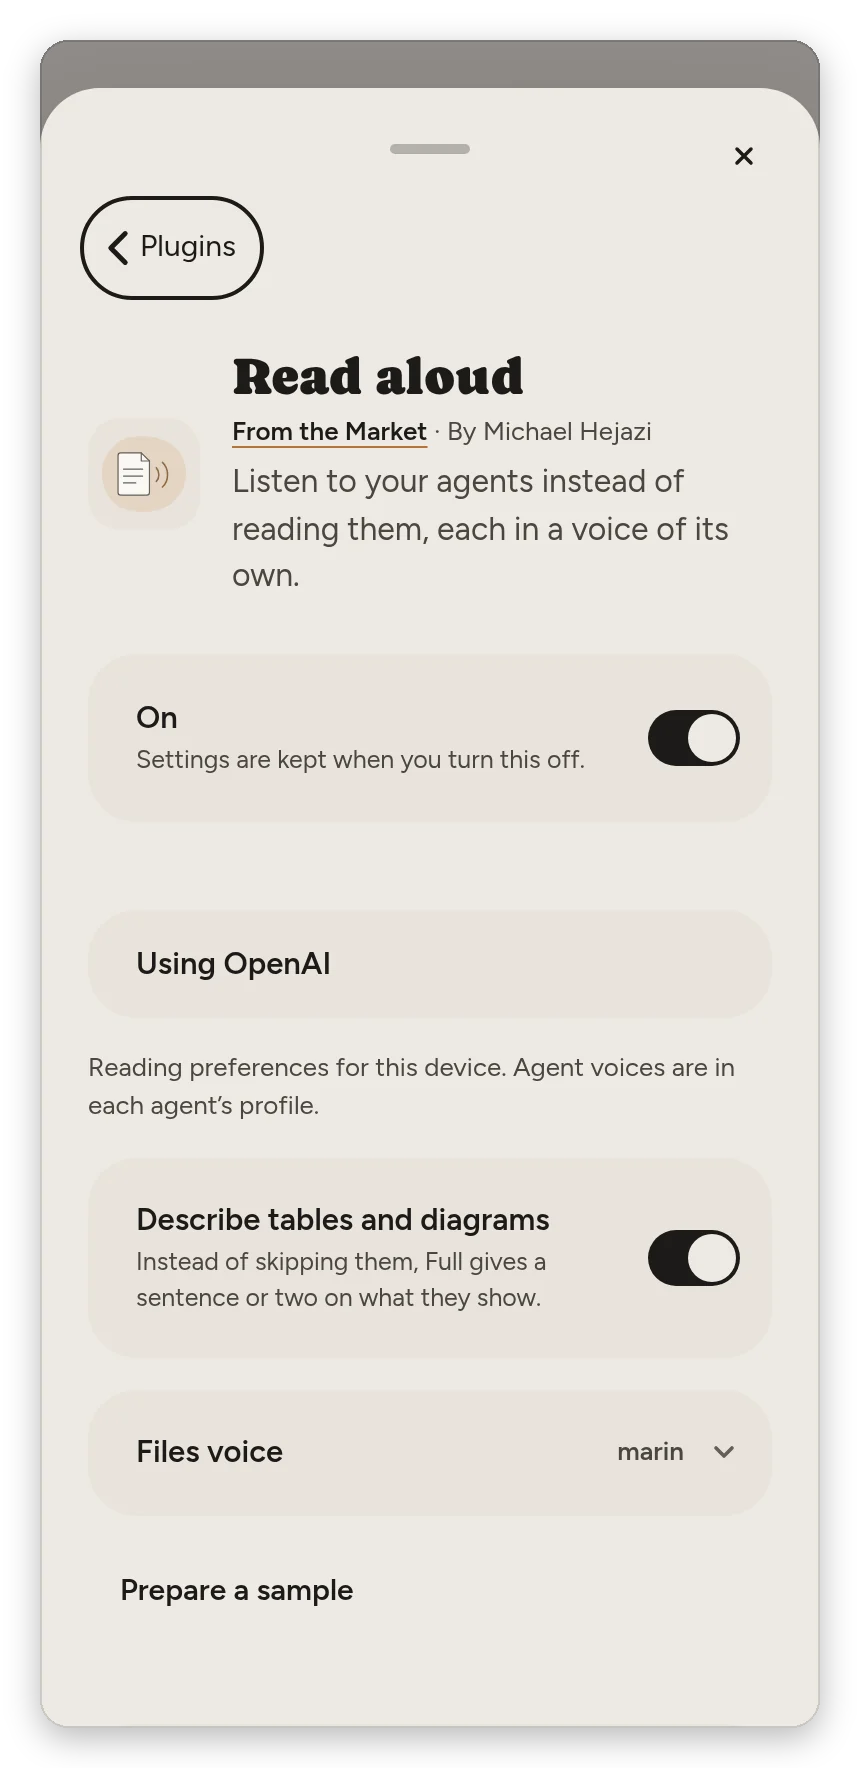 Plugins
Read aloud
From the Market · By Michael Hejazi
Listen to your agents instead of
reading them, each in a voice of its
own.
On
Settings are kept when you turn this off.
Using OpenAI
Reading preferences for this device. Agent voices are in
each agent’s profile.
Describe tables and diagrams
Instead of skipping them, Full gives a
sentence or two on what they show.
Files voice marin
Prepare a sample